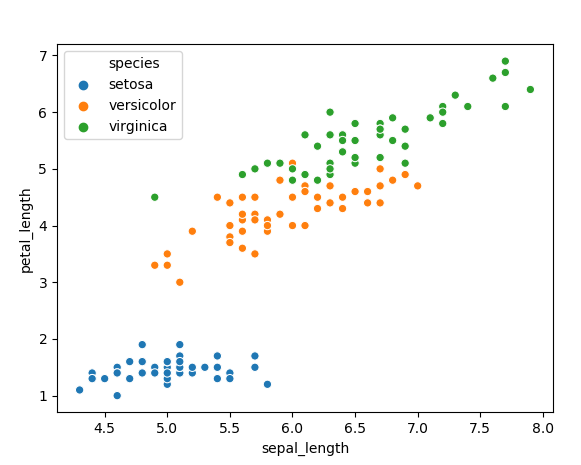 species
setosa
versicolor
virginica
7
6
5
4
3
2
1
petal_length
4.5 5.0 5.5 6.0 6.5 7.0 7.5 8.0
sepal_length